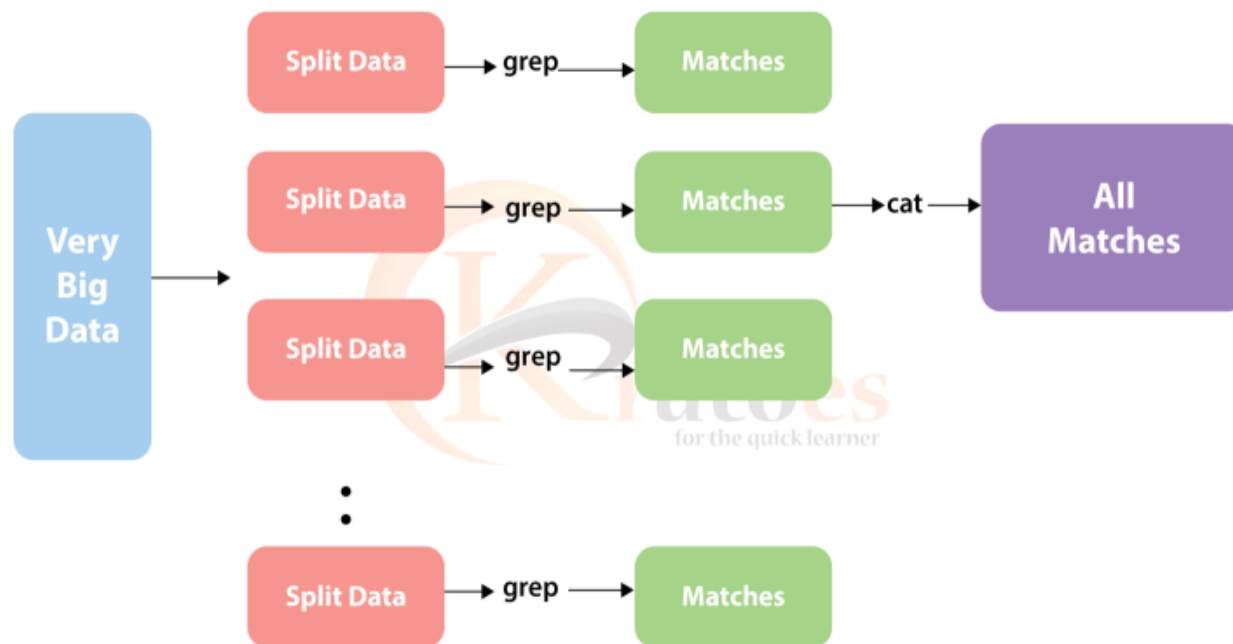 Split Data
grep
Matches
Split Data
grep
Matches
cat
All
Matches
Very
Big
Data
Split Data
grep
Matches
for the quick learner
Split Data
grep
Matches